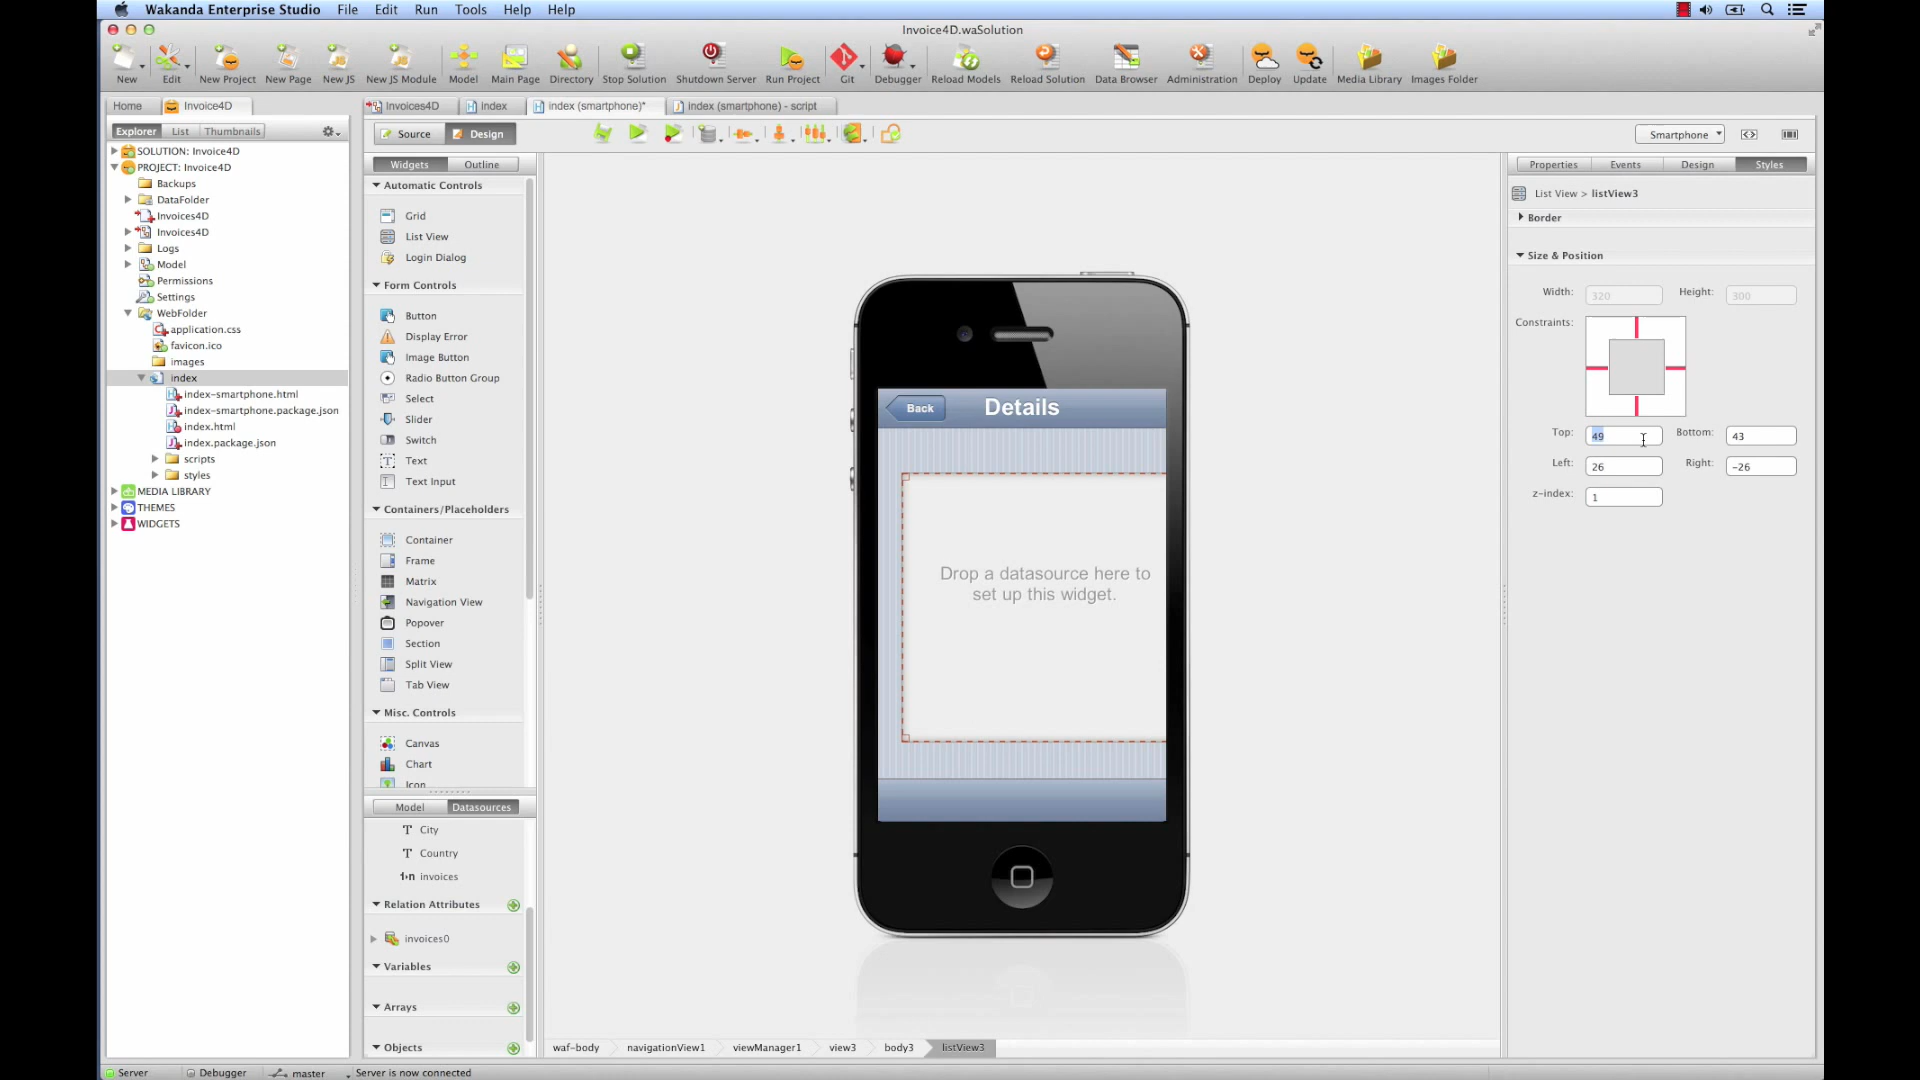 Wakanda Enterprise Studio File Edit Run Tools Help Help
Invoice4D.waSolution
New Edit New Project New Page New JS New JS Module Model Main Page Directory Stop Solution Shutdown Server Run Project Git Debugger Reload Models Reload Solution Data Browser Administration Deploy Update Media Library Images Folder
Home Invoice4D Invoices4D index index (smartphone)* index (smartphone) - script
Explorer List Thumbnails
SOLUTION: Invoice4D
PROJECT: Invoice4D
Backups
DataFolder
Invoices4D
Invoices4D
Logs
Model
Permissions
Settings
WebFolder
application.css
favicon.ico
images
index
index-smartphone.html
index-smartphone.package.json
index.html
index.package.json
scripts
styles
MEDIA LIBRARY
THEMES
WIDGETS
Source Design
Smartphone
Widgets Outline
Automatic Controls
Grid
List View
Login Dialog
Form Controls
Button
Display Error
Image Button
Radio Button Group
Select
Slider
Switch
Text
Text Input
Containers/Placeholders
Container
Frame
Matrix
Navigation View
Popover
Section
Split View
Tab View
Misc. Controls
Canvas
Chart
Icon
Model Datasources
T City
T Country
1-n invoices
Relation Attributes
invoices0
Variables
Arrays
Objects
Back Details
Drop a datasource here to
set up this widget.
waf-body navigationView1 viewManager1 view3 body3 listView3
Properties Events Design Styles
List View > listView3
Border
Size & Position
Width: 320 Height: 300
Constraints:
Top: 49 Bottom: 43
Left: 26 Right: -26
z-index: 1
Server Debugger master Server is now connected